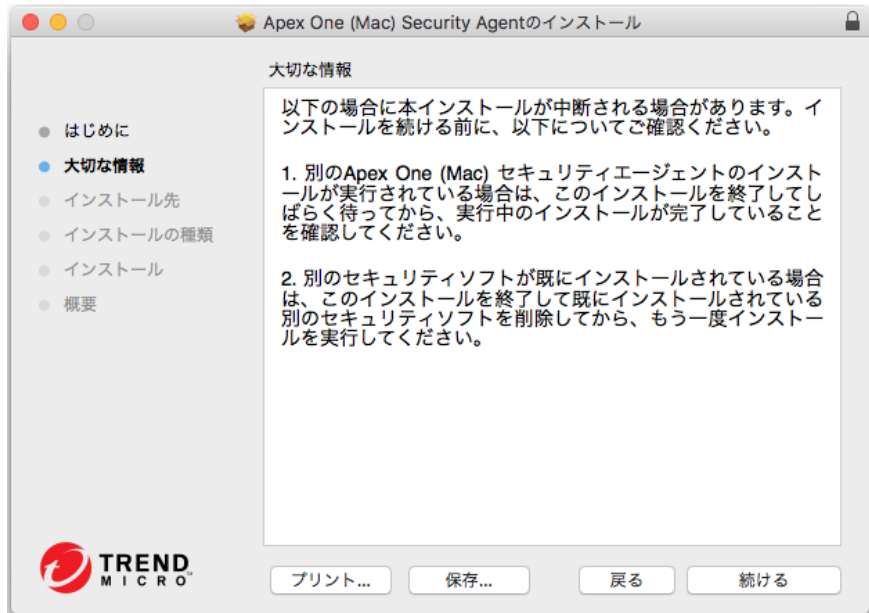 Apex One (Mac) Security Agentのインストール
大切な情報
はじめに
大切な情報
インストール先
インストールの種類
インストール
概要
以下の場合に本インストールが中断される場合があります。イ
ンストールを続ける前に、以下についてご確認ください。
1. 別のApex One (Mac) セキュリティエージェントのインスト
ールが実行されている場合は、このインストールを終了してし
ばらく待ってから、実行中のインストールが完了していること
を確認してください。
2. 別のセキュリティソフトが既にインストールされている場合
は、このインストールを終了して既にインストールされている
別のセキュリティソフトを削除してから、もう一度インストー
ルを実行してください。
TREND
MICRO™
プリント...
保存...
戻る
続ける